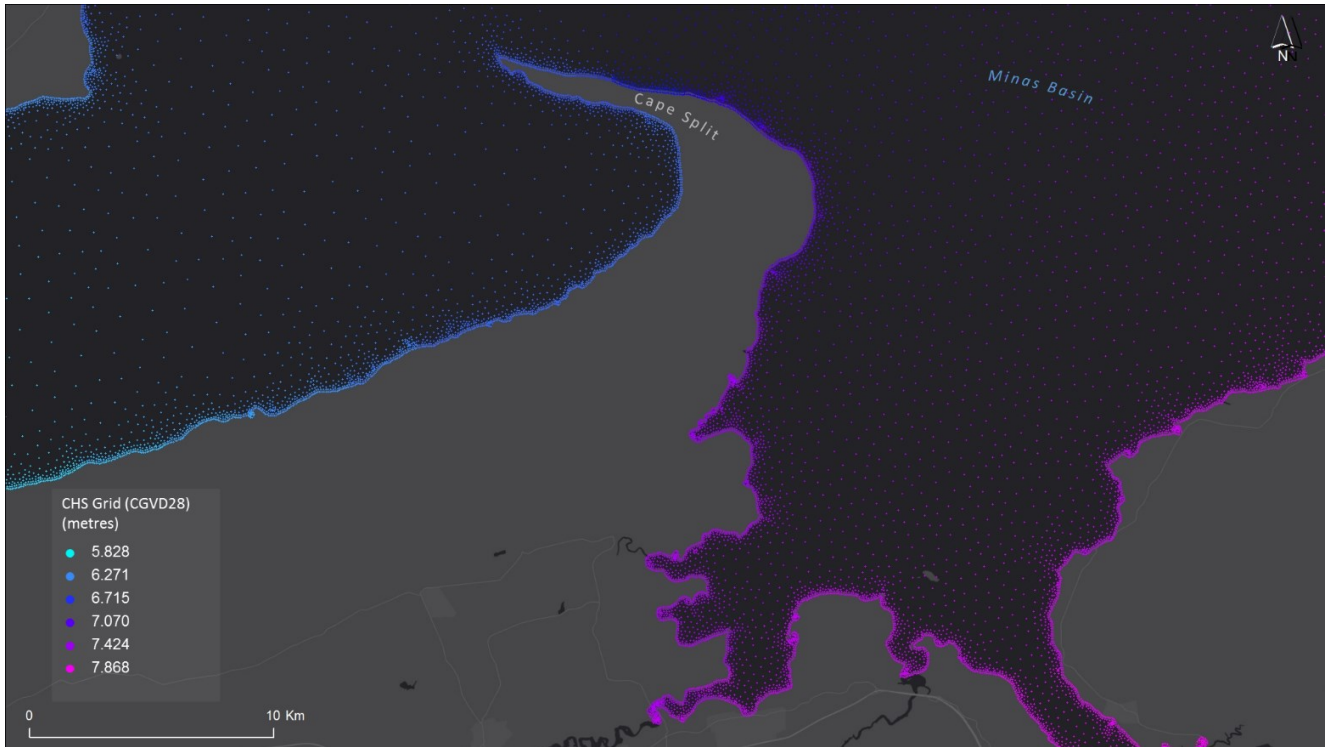 NN
Minas Basin
Cape Split
CHS Grid (CGVD28)
(metres)
5.828
6.271
6.715
7.070
7.424
7.868
0 10 Km